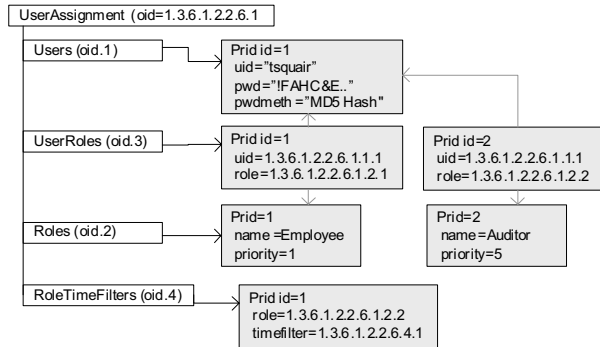 UserAssignment (oid=1.3.6.1.2.2.6.1
Users (oid.1)
Prid id=1
uid="tsquair"
pwd="!FAHC&E.."
pwdmeth ="MD5 Hash"
UserRoles (oid.3)
Prid id=1
uid=1.3.6.1.2.2.6.1.1.1
role=1.3.6.1.2.2.6.1.2.1
Prid id=2
uid=1.3.6.1.2.2.6.1.1.1
role=1.3.6.1.2.2.6.1.2.2
Roles (oid.2)
Prid=1
name =Employee
priority=1
Prid=2
name=Auditor
priority=5
RoleTimeFilters (oid.4)
Prid id=1
role=1.3.6.1.2.2.6.1.2.2
timefilter=1.3.6.1.2.2.6.4.1